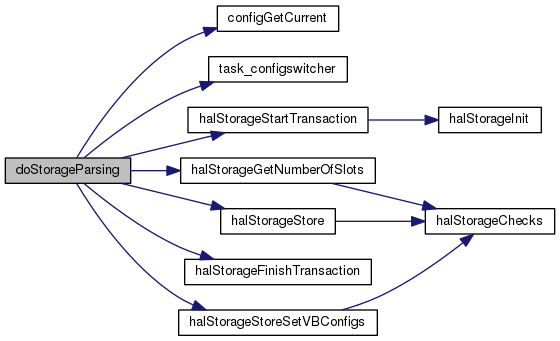 configGetCurrent
task_configswitcher
halStorageStartTransaction
halStorageInit
doStorageParsing
halStorageGetNumberOfSlots
halStorageStore
halStorageChecks
halStorageFinishTransaction
halStorageStoreSetVBConfigs